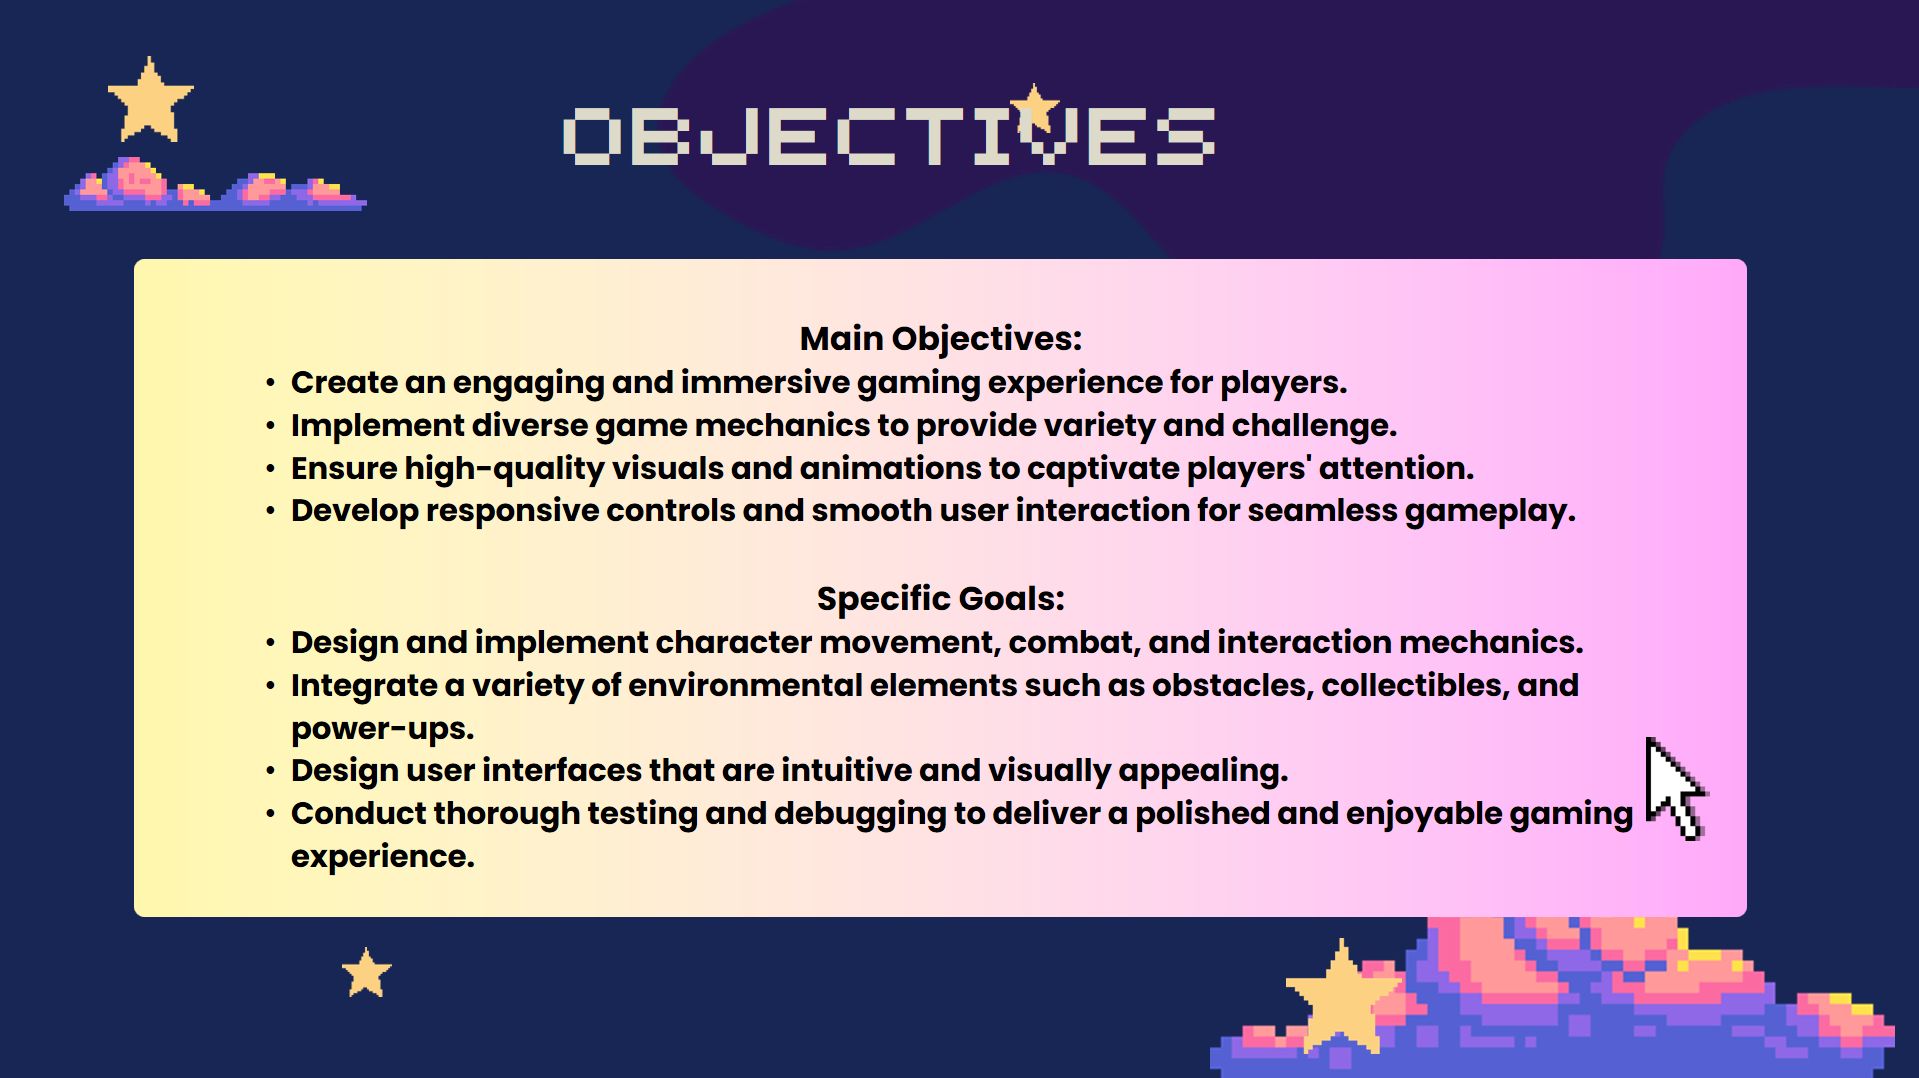 OBJECTIVES
Main Objectives:
• Create an engaging and immersive gaming experience for players.
• Implement diverse game mechanics to provide variety and challenge.
• Ensure high-quality visuals and animations to captivate players' attention.
• Develop responsive controls and smooth user interaction for seamless gameplay.
Specific Goals:
• Design and implement character movement, combat, and interaction mechanics.
• Integrate a variety of environmental elements such as obstacles, collectibles, and
power-ups.
• Design user interfaces that are intuitive and visually appealing.
• Conduct thorough testing and debugging to deliver a polished and enjoyable gaming
experience.